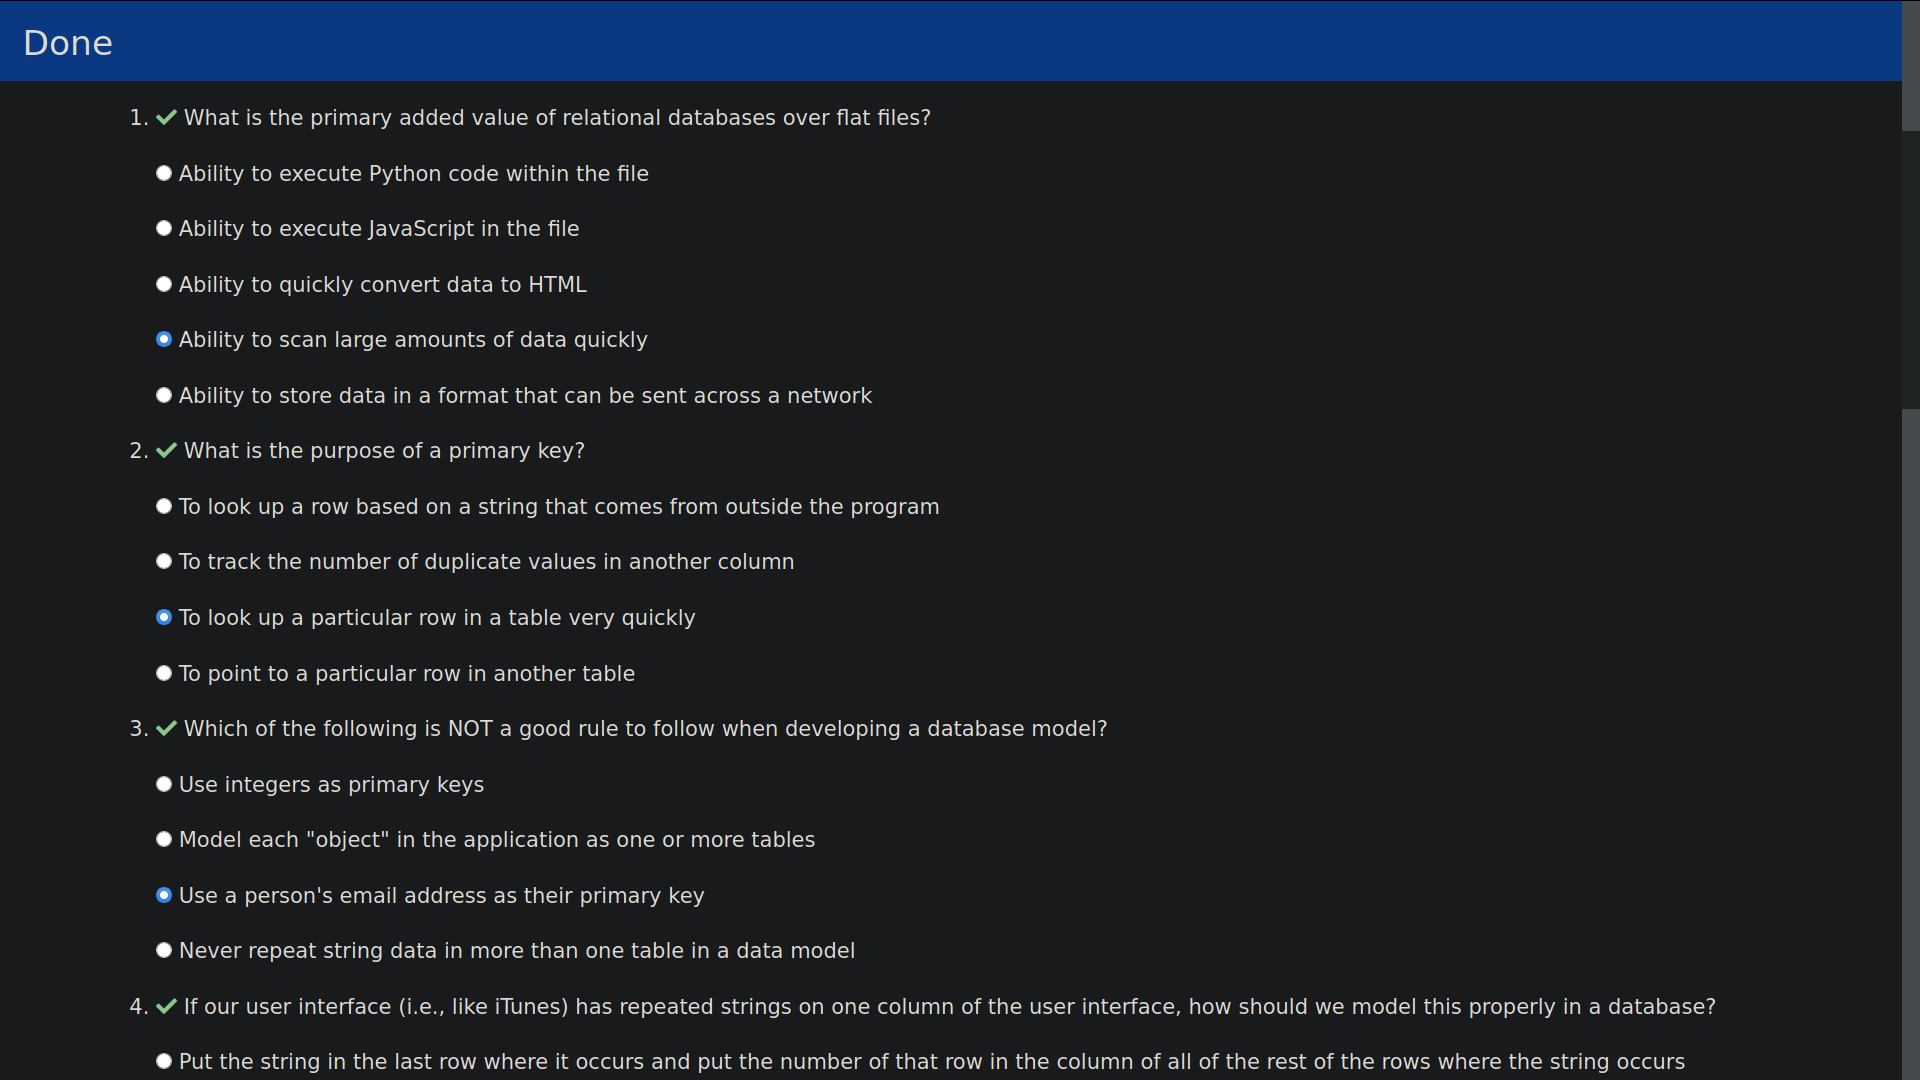 Done
1. What is the primary added value of relational databases over flat files?
Ability to execute Python code within the file
Ability to execute JavaScript in the file
Ability to quickly convert data to HTML
Ability to scan large amounts of data quickly
Ability to store data in a format that can be sent across a network
2. What is the purpose of a primary key?
To look up a row based on a string that comes from outside the program
To track the number of duplicate values in another column
To look up a particular row in a table very quickly
To point to a particular row in another table
3. Which of the following is NOT a good rule to follow when developing a database model?
Use integers as primary keys
Model each "object" in the application as one or more tables
Use a person's email address as their primary key
Never repeat string data in more than one table in a data model
4. If our user interface (i.e., like iTunes) has repeated strings on one column of the user interface, how should we model this properly in a database?
Put the string in the last row where it occurs and put the number of that row in the column of all of the rest of the rows where the string occurs